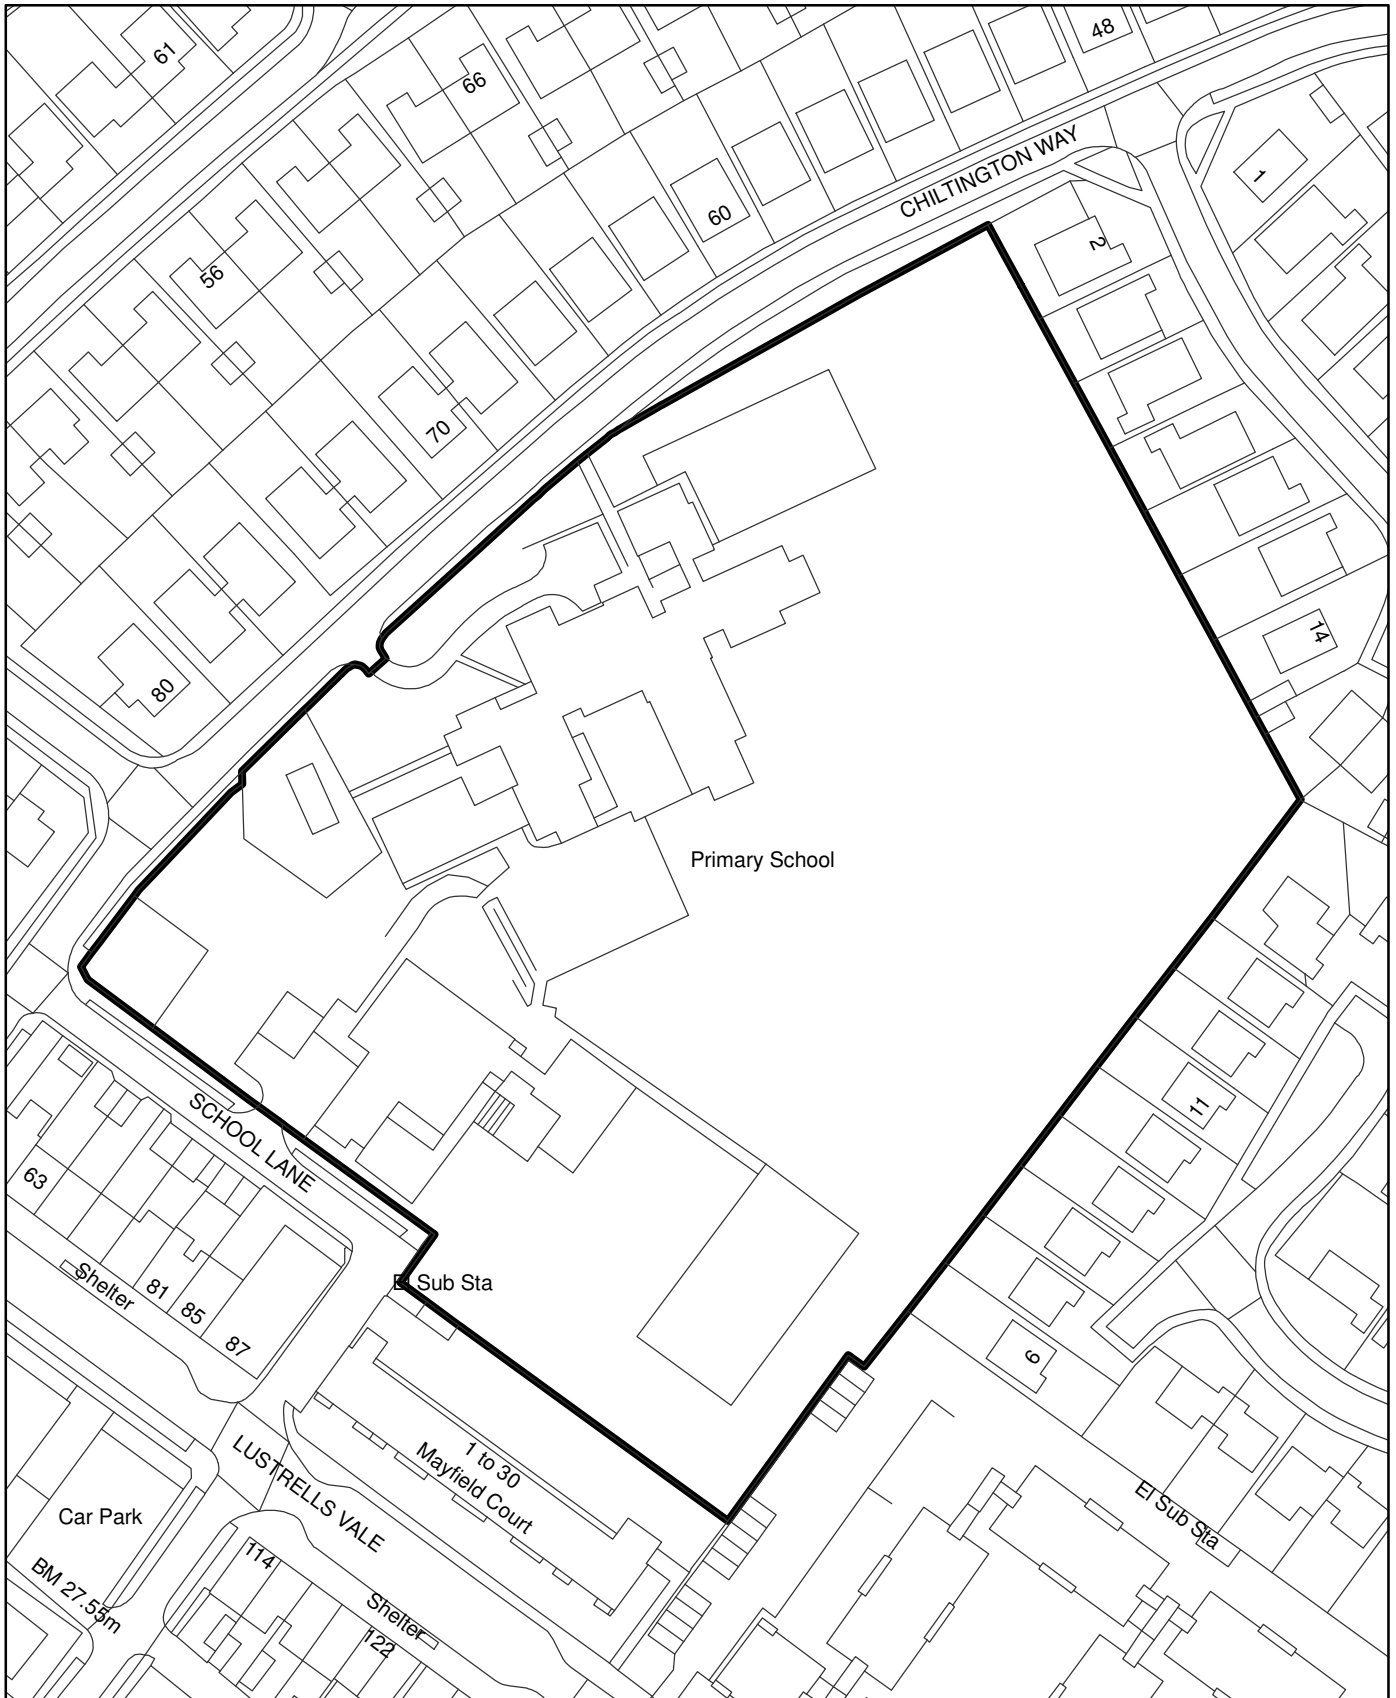 48
61
66
CHILTINGTON WAY
1
60
2
56
70
14
80
Primary School
11
SCHOOL LANE
63
El Sub Sta
Shelter
81
85
87
6
1 to 30
Mayfield Court
LUSTRELLS VALE
El Sub Sta
Car Park
BM 27.55m
114
Shelter
122